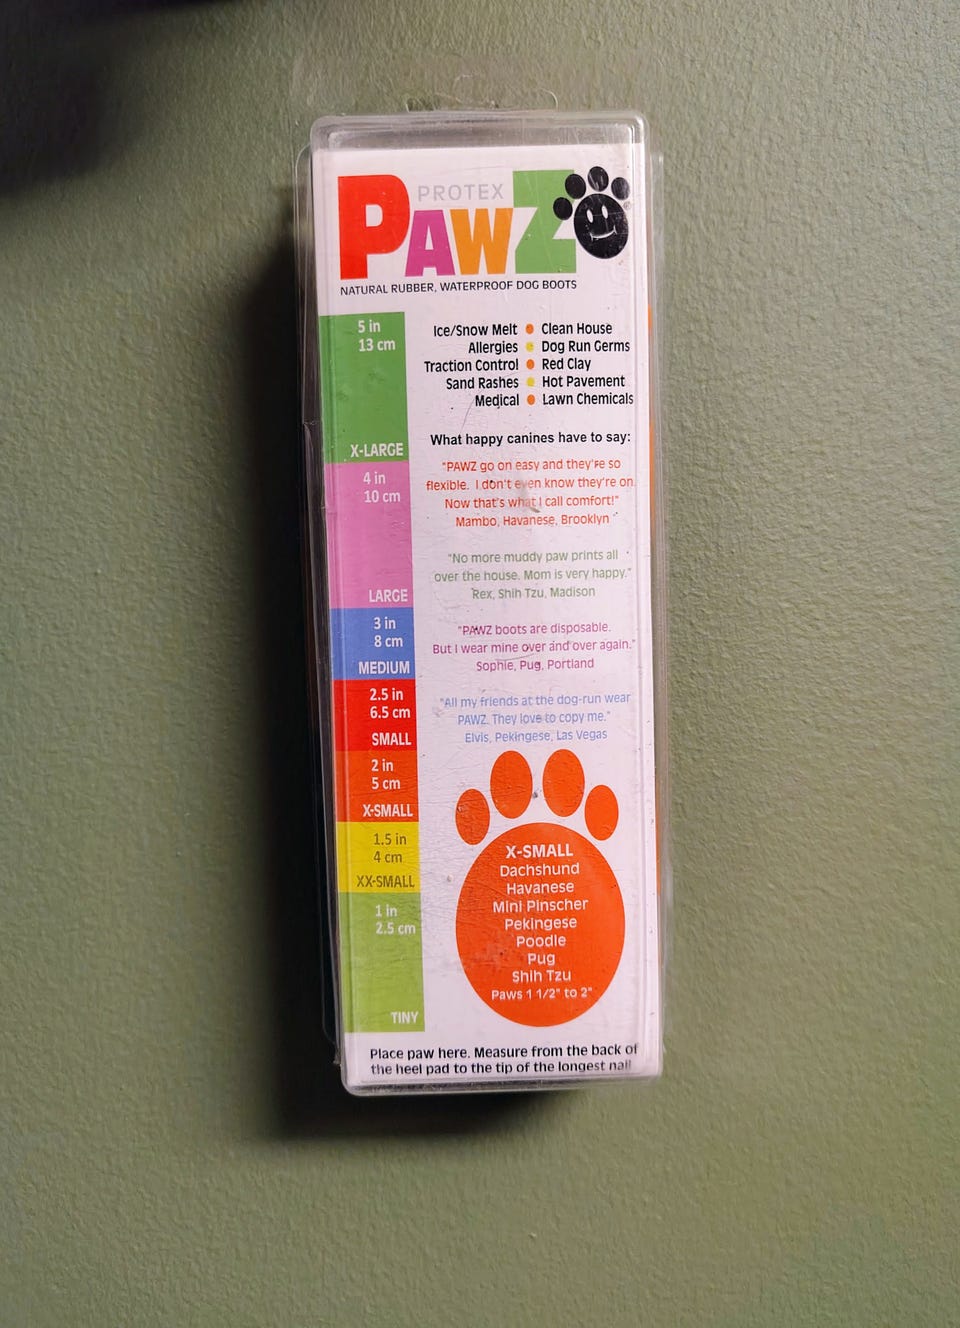 PROTEX
PAWZ
NATURAL RUBBER, WATERPROOF DOG BOOTS
5 in
13 cm
X-LARGE
4 in
10 cm
LARGE
3 in
8 cm
MEDIUM
2.5 in
6.5 cm
SMALL
2 in
5 cm
X-SMALL
1.5 in
4 cm
XX-SMALL
1 in
2.5 cm
TINY
Ice/Snow Melt • Clean House
Allergies • Dog Run Germs
Traction Control • Red Clay
Sand Rashes • Hot Pavement
Medical • Lawn Chemicals
What happy canines have to say:
"PAWZ go on easy and they're so
flexible. I don't even know they're on.
Now that's what I call comfort!"
Mambo, Havanese, Brooklyn
"No more muddy paw prints all
over the house. Mom is very happy."
Rex, Shih Tzu, Madison
"PAWZ boots are disposable.
But I wear mine over and over again."
Sophie, Pug, Portland
"All my friends at the dog-run wear
PAWZ. They love to copy me."
Elvis, Pekingese, Las Vegas
X-SMALL
Dachshund
Havanese
Mini Pinscher
Pekingese
Poodle
Pug
Shih Tzu
Paws 1 1/2" to 2"
Place paw here. Measure from the back of
the heel pad to the tip of the longest nail